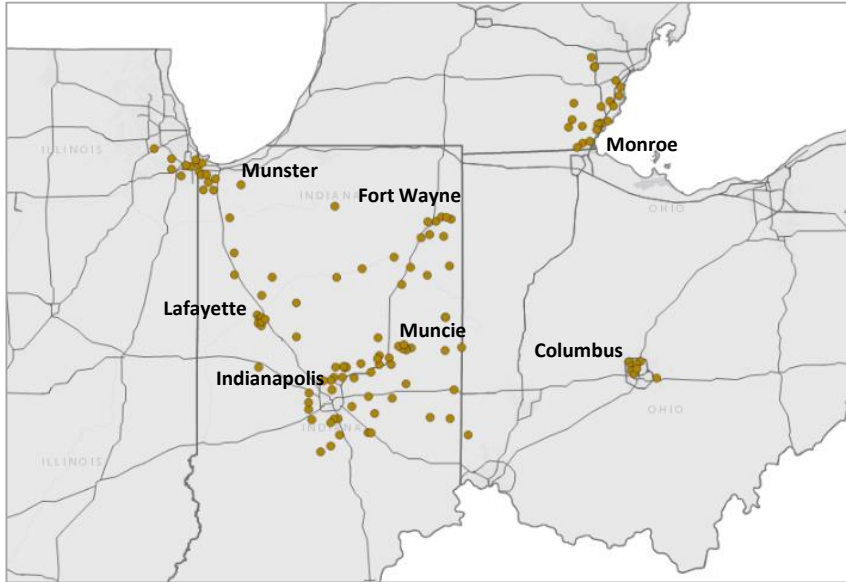 Monroe
ILLINOIS
Munster
INDIANA
Fort Wayne
OHIO
Lafayette
Muncie
Columbus
Indianapolis
OHIO
INDIANA
ILLINOIS